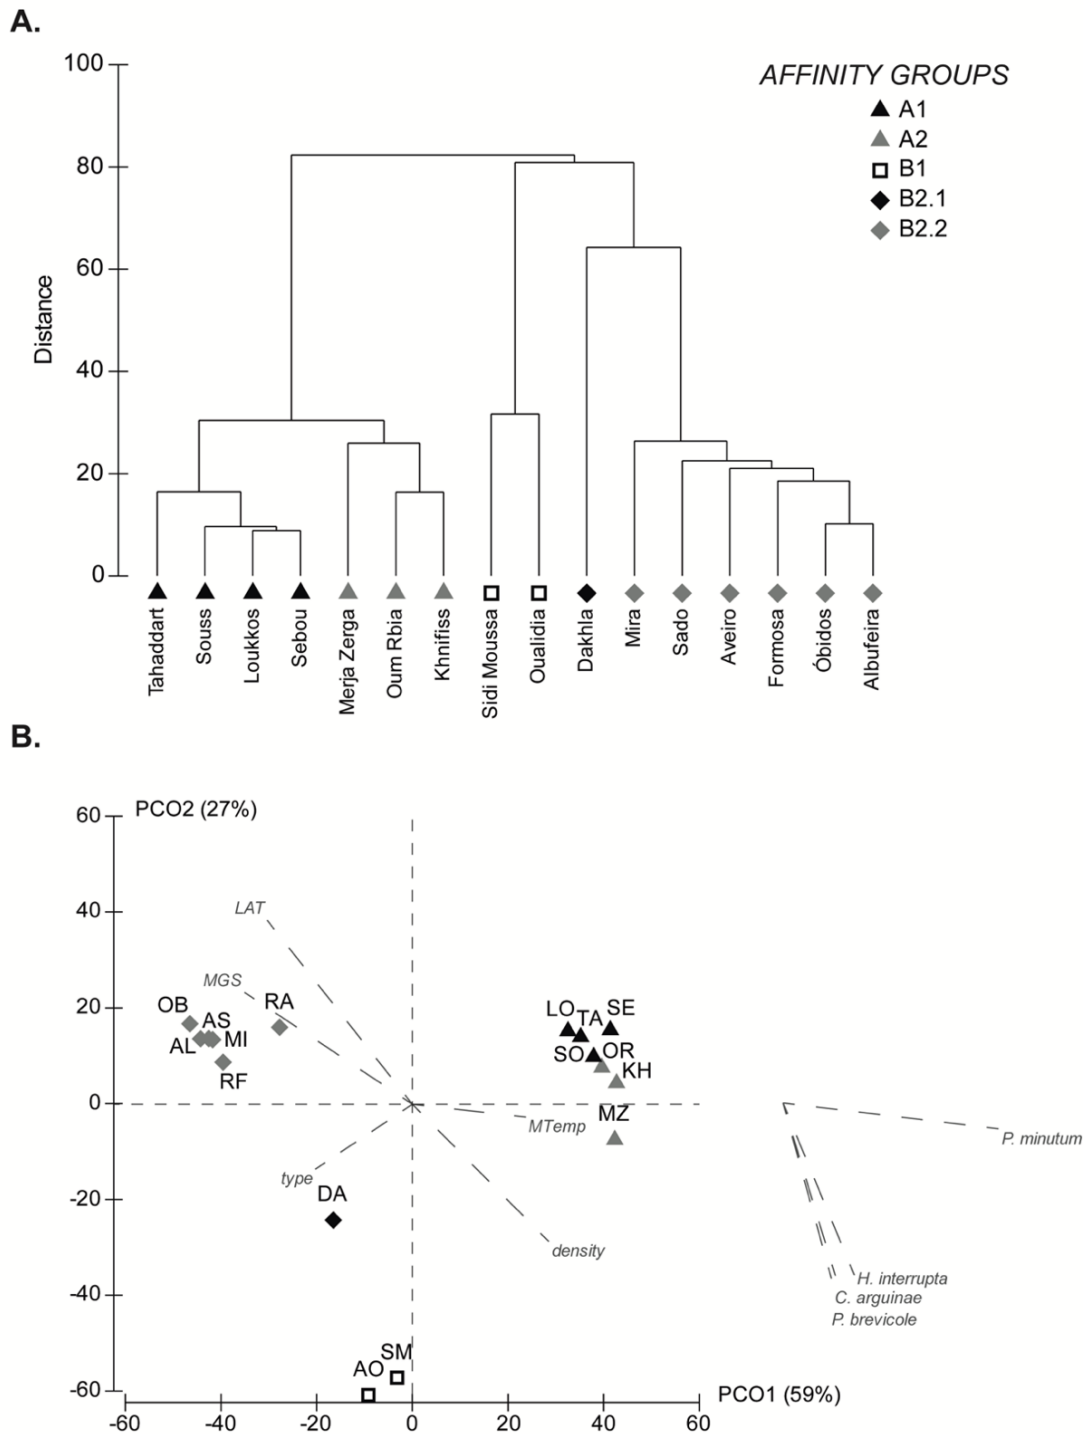 A.
100
80
60
40
20
0
Distance
AFFINITY GROUPS
A1
A2
B1
B2.1
B2.2
Tahaddart
Souss
Loukkos
Sebou
Merja Zerga
Oum Rbia
Khnifiss
Sidi Moussa
Oualidia
Dakhla
Mira
Sado
Aveiro
Formosa
Óbidos
Albufeira
B.
PCO2 (27%)
60
40
20
0
-20
-40
-60
LAT
MGS
OB
AS
RA
AL
MI
RF
LO
TA
SE
SO
OR
KH
MZ
MTemp
P. minutum
type
DA
density
H. interrupta
C. arguinae
P. brevicole
SM
AO
PCO1 (59%)
-60
-40
-20
0
20
40
60